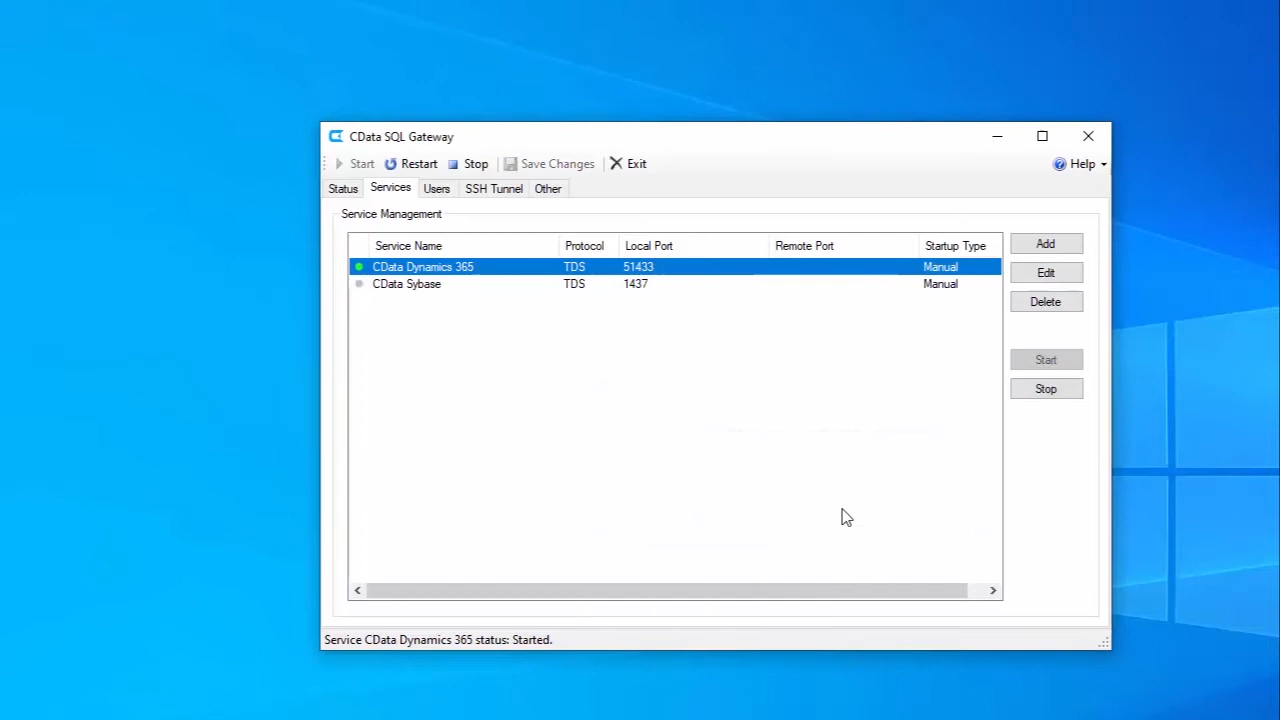 CData SQL Gateway
Start Restart Stop Save Changes Exit Help
Status Services Users SSH Tunnel Other
Service Management
Service Name Protocol Local Port Remote Port Startup Type
CData Dynamics 365 TDS 51433 Manual
CData Sybase TDS 1437 Manual
Add
Edit
Delete
Start
Stop
Service CData Dynamics 365 status: Started.